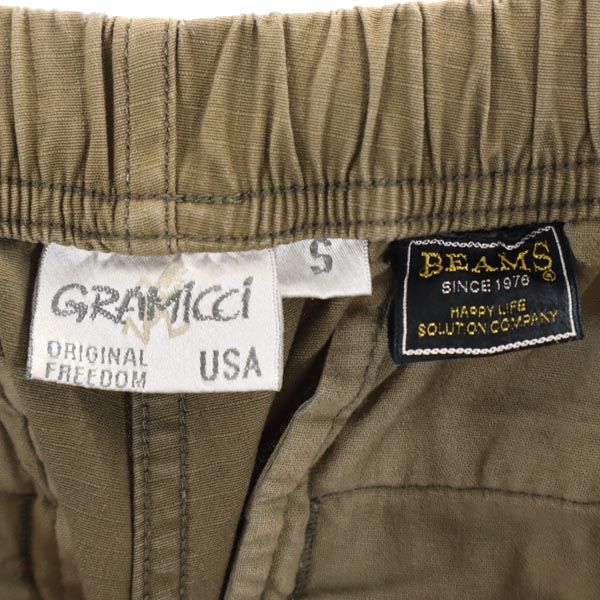 GRAMiCCi
ORIGINAL
FREEDOM
USA
S
BEAMS®
SINCE 1976
HAPPY LIFE
SOLUTION COMPANY